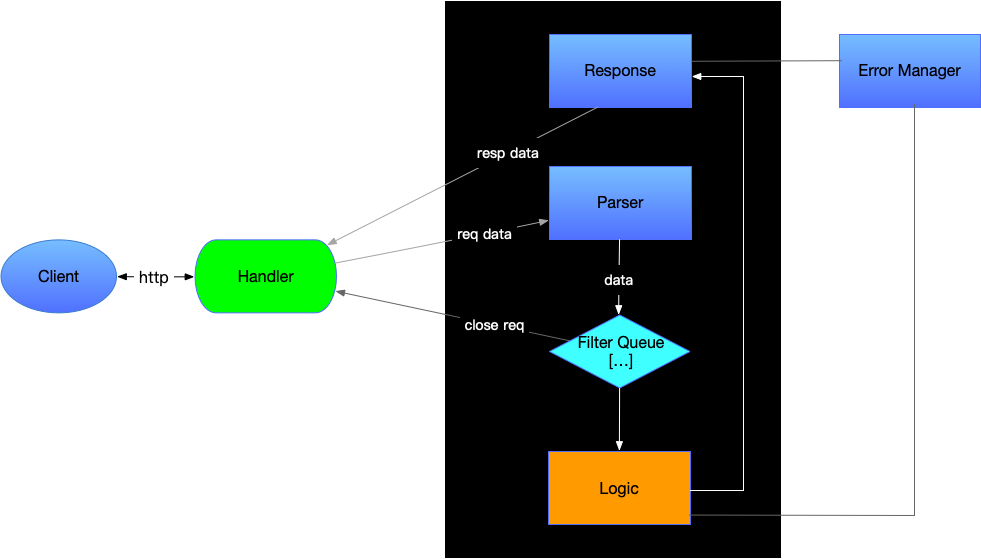 Response
Error Manager
resp data
Parser
req data
Client
http
Handler
data
close req
Filter Queue
[...]
Logic